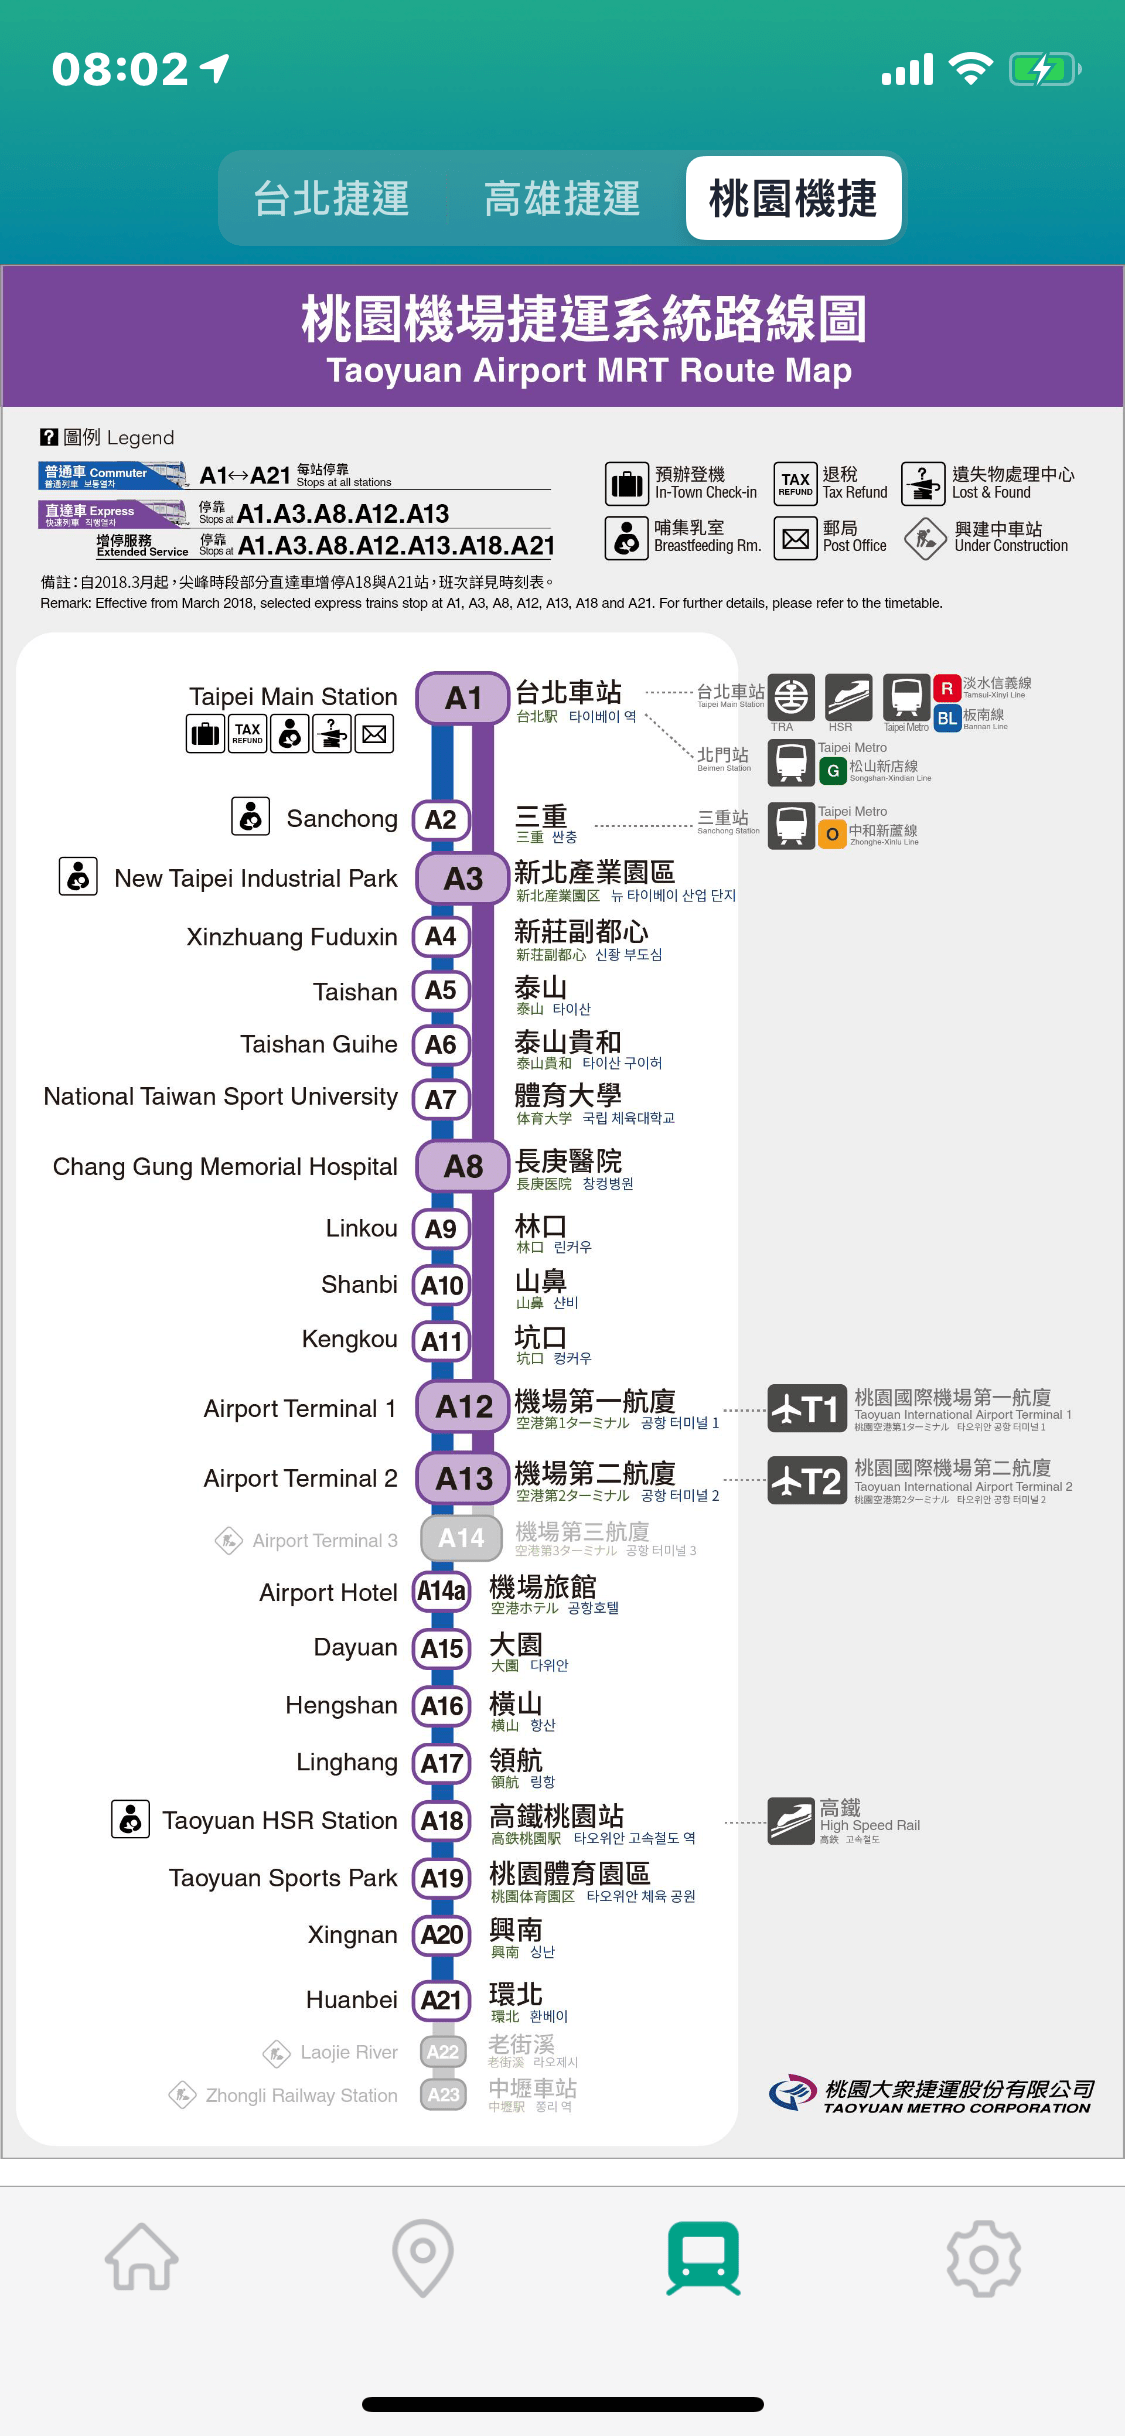 08:02
台北捷運 高雄捷運 桃園機捷
桃園機場捷運系統路線圖
Taoyuan Airport MRT Route Map
? 圖例 Legend
普通車 Commuter
普通列車 보통열차
A1↔A21 每站停靠
Stops at all stations
直達車 Express
快速列車 직행열차
停靠
Stops at A1.A3.A8.A12.A13
增停服務
Extended Service
停靠
Stops at A1.A3.A8.A12.A13.A18.A21
預辦登機
In-Town Check-in
TAX
REFUND
退稅
Tax Refund
遺失物處理中心
Lost & Found
哺集乳室
Breastfeeding Rm.
郵局
Post Office
興建中車站
Under Construction
備註：自2018.3月起，尖峰時段部分直達車增停A18與A21站，班次詳見時刻表。
Remark: Effective from March 2018, selected express trains stop at A1, A3, A8, A12, A13, A18 and A21. For further details, please refer to the timetable.
Taipei Main Station A1 台北車站
台北駅 타이베이 역
TAX
REFUND
台北車站
Taipei Main Station
TRA HSR Taipei Metro
R 淡水信義線
Tamsui-Xinyi Line
BL 板南線
Bannan Line
北門站
Beimen Station
Taipei Metro
G 松山新店線
Songshan-Xindian Line
Sanchong A2 三重
三重 싼충
三重站
Sanchong Station
Taipei Metro
O 中和新蘆線
Zhonghe-Xinlu Line
New Taipei Industrial Park A3 新北產業園區
新北産業園区 뉴 타이베이 산업 단지
Xinzhuang Fuduxin A4 新莊副都心
新荘副都心 신좡 부도심
Taishan A5 泰山
泰山 타이산
Taishan Guihe A6 泰山貴和
泰山貴和 타이산 구이허
National Taiwan Sport University A7 體育大學
体育大学 국립 체육대학교
Chang Gung Memorial Hospital A8 長庚醫院
長庚医院 창겅병원
Linkou A9 林口
林口 린커우
Shanbi A10 山鼻
山鼻 샨비
Kengkou A11 坑口
坑口 컹커우
Airport Terminal 1 A12 機場第一航廈
空港第1ターミナル 공항 터미널 1
T1 桃園國際機場第一航廈
Taoyuan International Airport Terminal 1
桃園空港第1ターミナル 타오위안 공항 터미널 1
Airport Terminal 2 A13 機場第二航廈
空港第2ターミナル 공항 터미널 2
T2 桃園國際機場第二航廈
Taoyuan International Airport Terminal 2
桃園空港第2ターミナル 타오위안 공항 터미널 2
Airport Terminal 3 A14 機場第三航廈
空港第3ターミナル 공항 터미널 3
Airport Hotel A14a 機場旅館
空港ホテル 공항호텔
Dayuan A15 大園
大園 다위안
Hengshan A16 橫山
横山 헝산
Linghang A17 領航
領航 링항
Taoyuan HSR Station A18 高鐵桃園站
高鉄桃園駅 타오위안 고속철도 역
高鐵
High Speed Rail
高鉄 고속철도
Taoyuan Sports Park A19 桃園體育園區
桃園体育園区 타오위안 체육 공원
Xingnan A20 興南
興南 싱난
Huanbei A21 環北
環北 환베이
Laojie River A22 老街溪
老街溪 라오제시
Zhongli Railway Station A23 中壢車站
中壢駅 쫑리 역
桃園大眾捷運股份有限公司
TAOYUAN METRO CORPORATION